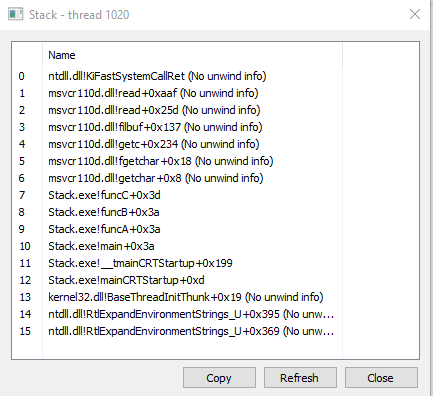 Stack - thread 1020
Name
0 ntdll.dll!KiFastSystemCallRet (No unwind info)
1 msvcr110d.dll!read+0xaaf (No unwind info)
2 msvcr110d.dll!read+0x25d (No unwind info)
3 msvcr110d.dll!filbuf+0x137 (No unwind info)
4 msvcr110d.dll!getc+0x234 (No unwind info)
5 msvcr110d.dll!fgetchar+0x18 (No unwind info)
6 msvcr110d.dll!getchar+0x8 (No unwind info)
7 Stack.exe!funcC+0x3d
8 Stack.exe!funcB+0x3a
9 Stack.exe!funcA+0x3a
10 Stack.exe!main+0x3a
11 Stack.exe!__tmainCRTStartup+0x199
12 Stack.exe!mainCRTStartup+0xd
13 kernel32.dll!BaseThreadInitThunk+0x19 (No unwind info)
14 ntdll.dll!RtlExpandEnvironmentStrings_U+0x395 (No unw...
15 ntdll.dll!RtlExpandEnvironmentStrings_U+0x369 (No unw...
Copy Refresh Close